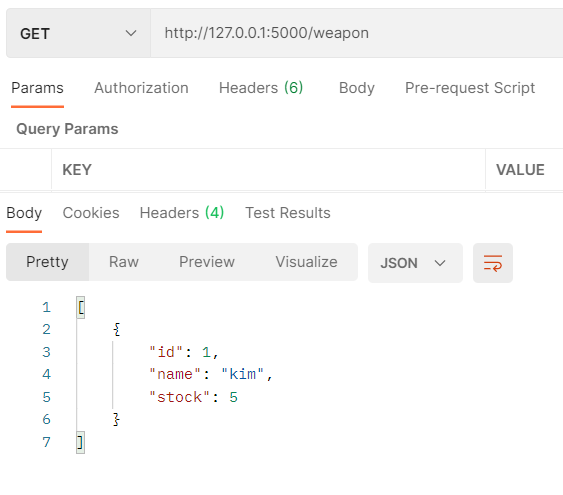 GET http://127.0.0.1:5000/weapon
Params Authorization Headers (6) Body Pre-request Script
Query Params
KEY VALUE
Body Cookies Headers (4) Test Results
Pretty Raw Preview Visualize JSON
1 [
2 {
3 "id": 1,
4 "name": "kim",
5 "stock": 5
6 }
7 ]